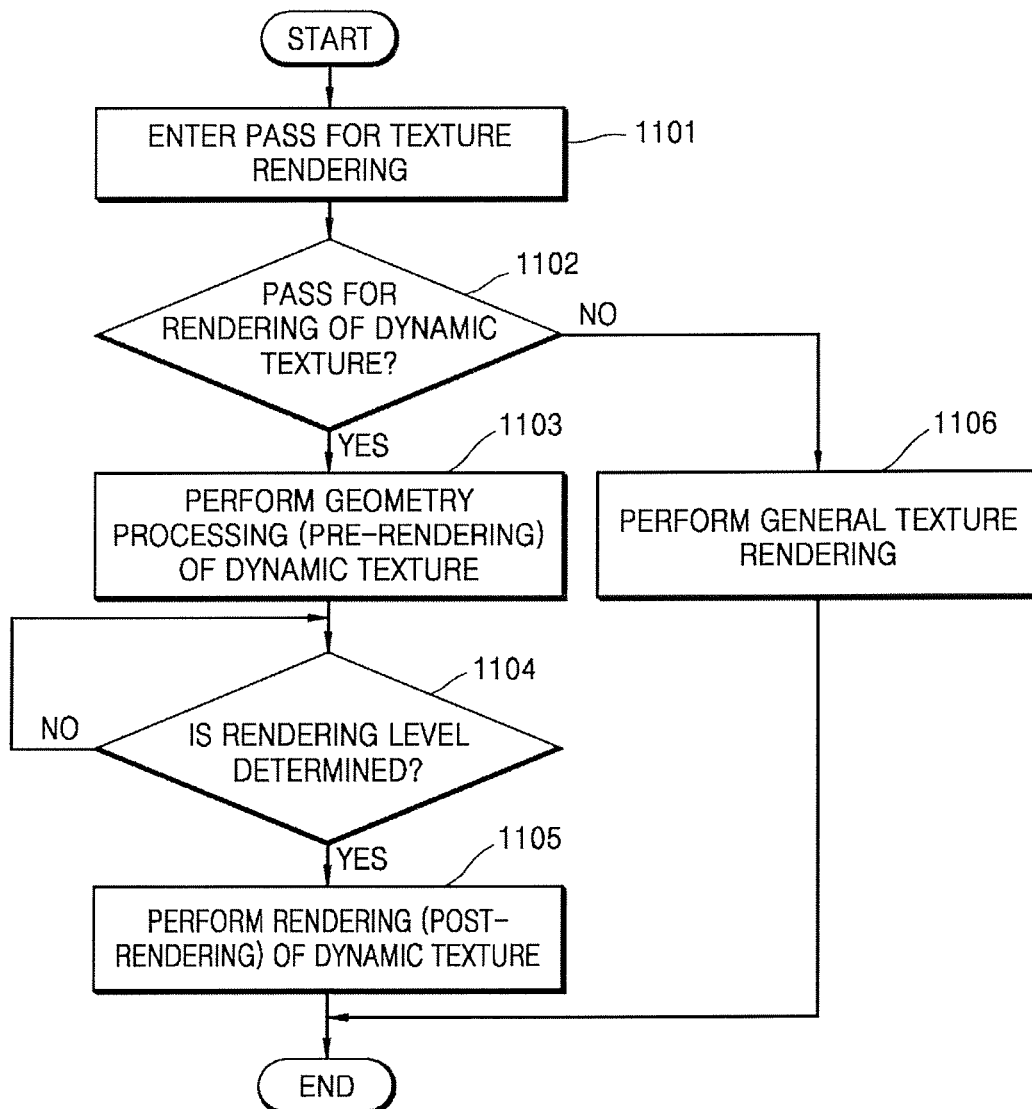 START
ENTER PASS FOR TEXTURE
RENDERING
1101
1102
PASS FOR
RENDERING OF DYNAMIC
TEXTURE?
NO
YES
1103
PERFORM GEOMETRY
PROCESSING (PRE-RENDERING)
OF DYNAMIC TEXTURE
1106
PERFORM GENERAL TEXTURE
RENDERING
1104
NO
IS RENDERING LEVEL
DETERMINED?
YES
1105
PERFORM RENDERING (POST-
RENDERING) OF DYNAMIC TEXTURE
END